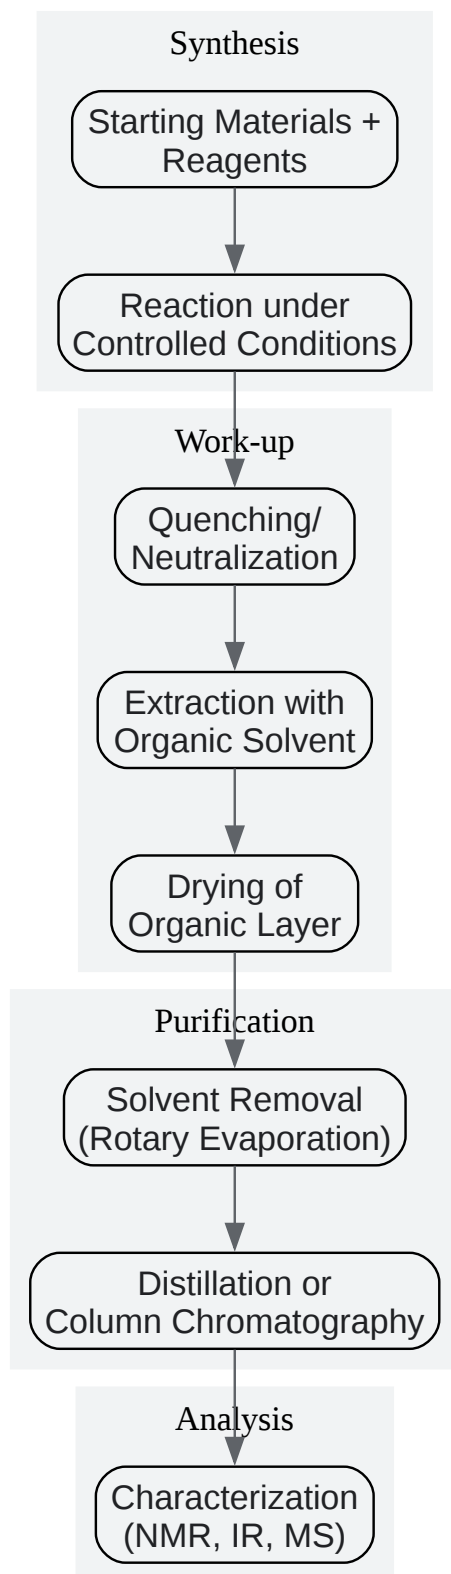 Synthesis
Starting Materials +
Reagents
Reaction under
Controlled Conditions
Work-up
Quenching/
Neutralization
Extraction with
Organic Solvent
Drying of
Organic Layer
Purification
Solvent Removal
(Rotary Evaporation)
Distillation or
Column Chromatography
Analysis
Characterization
(NMR, IR, MS)